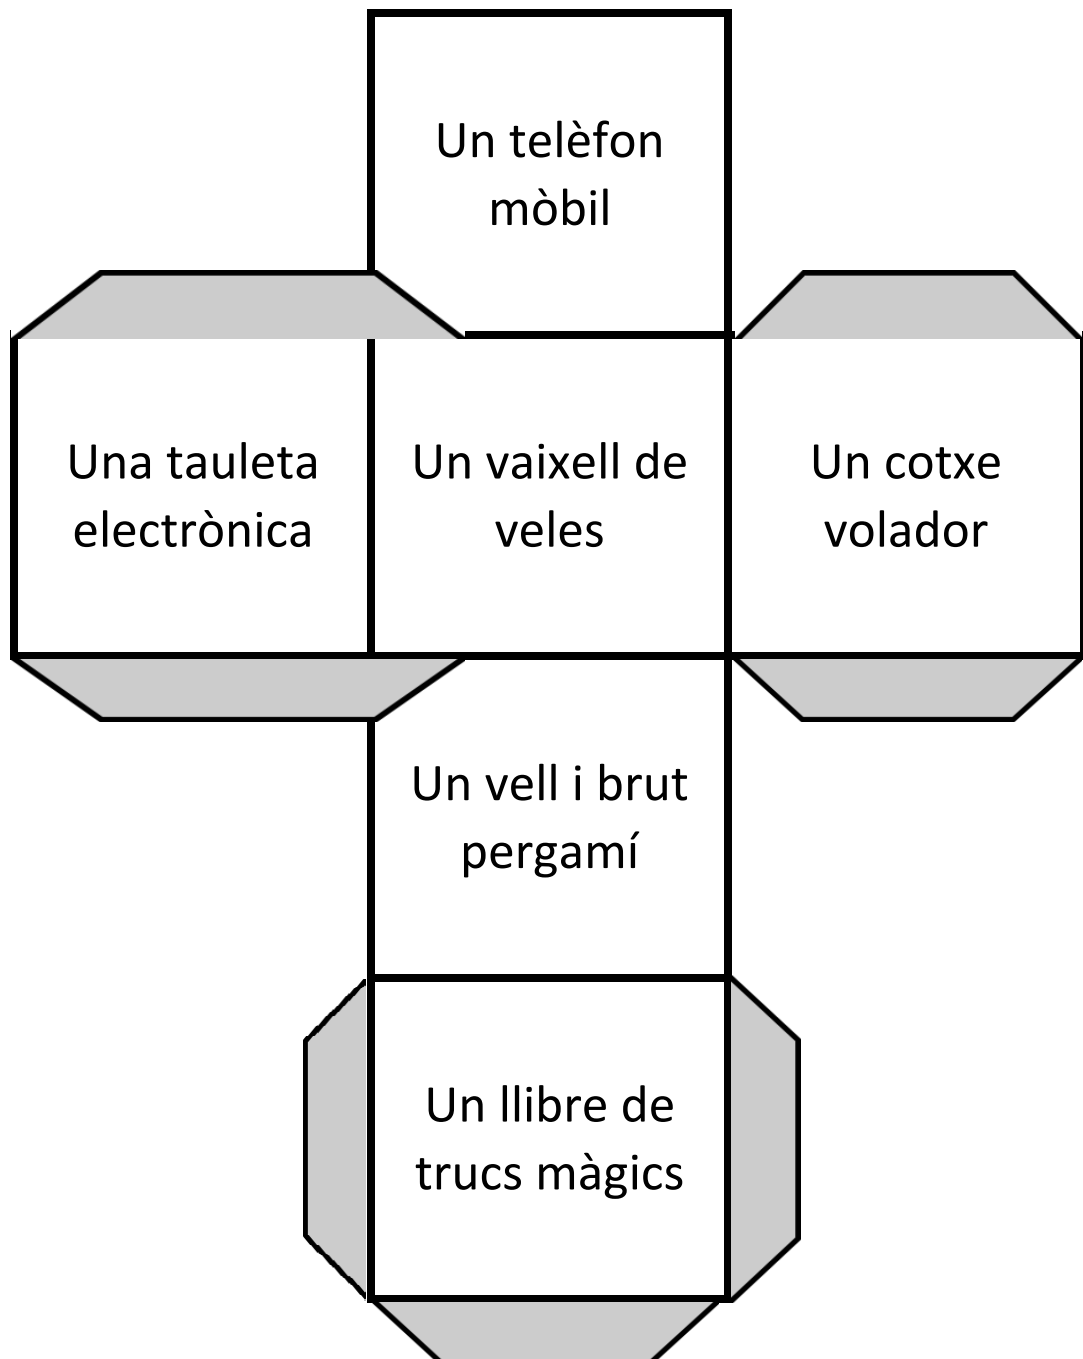 Un telèfon
mòbil
Una tauleta
electrònica
Un vaixell de
veles
Un cotxe
volador
Un vell i brut
pergamí
Un llibre de
trucs màgics